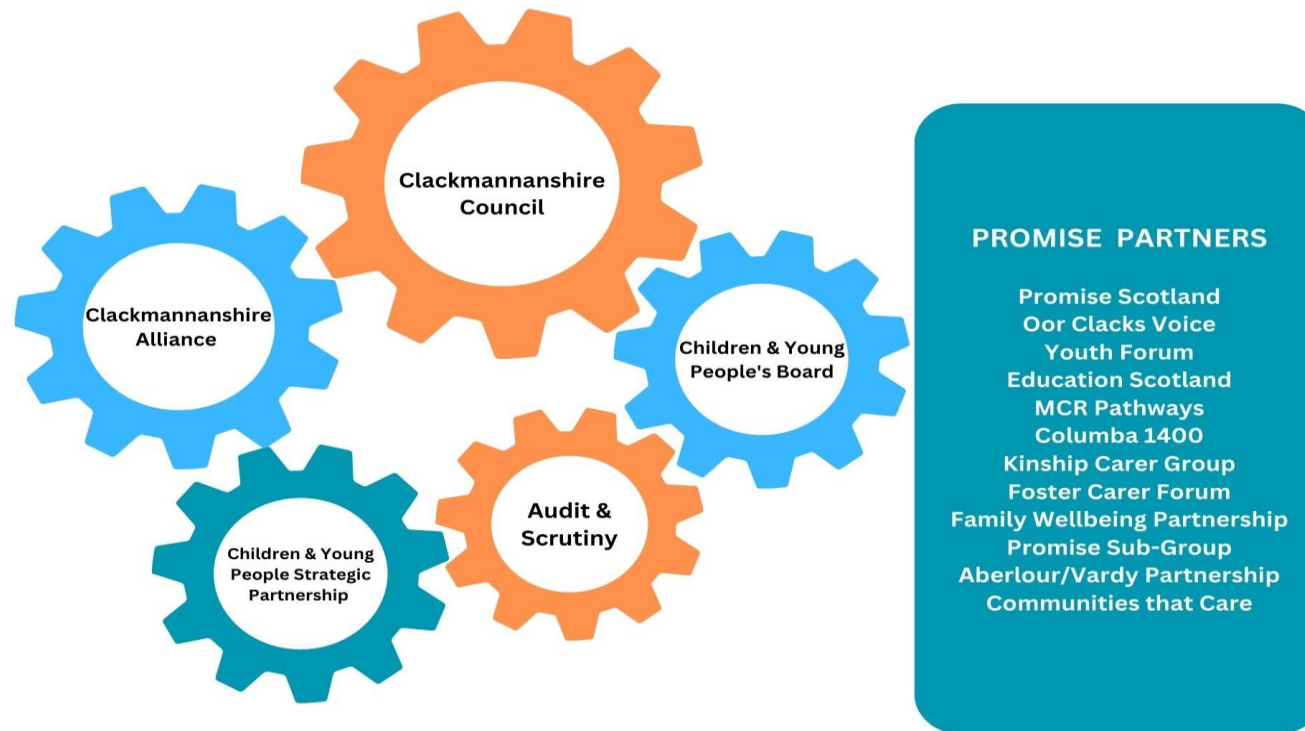 Clackmannanshire
Council
Clackmannanshire
Alliance
Children & Young
People's Board
Children & Young
People Strategic
Partnership
Audit &
Scrutiny
PROMISE PARTNERS
Promise Scotland
Oor Clacks Voice
Youth Forum
Education Scotland
MCR Pathways
Columba 1400
Kinship Carer Group
Foster Carer Forum
Family Wellbeing Partnership
Promise Sub-Group
Aberlour/Vardy Partnership
Communities that Care